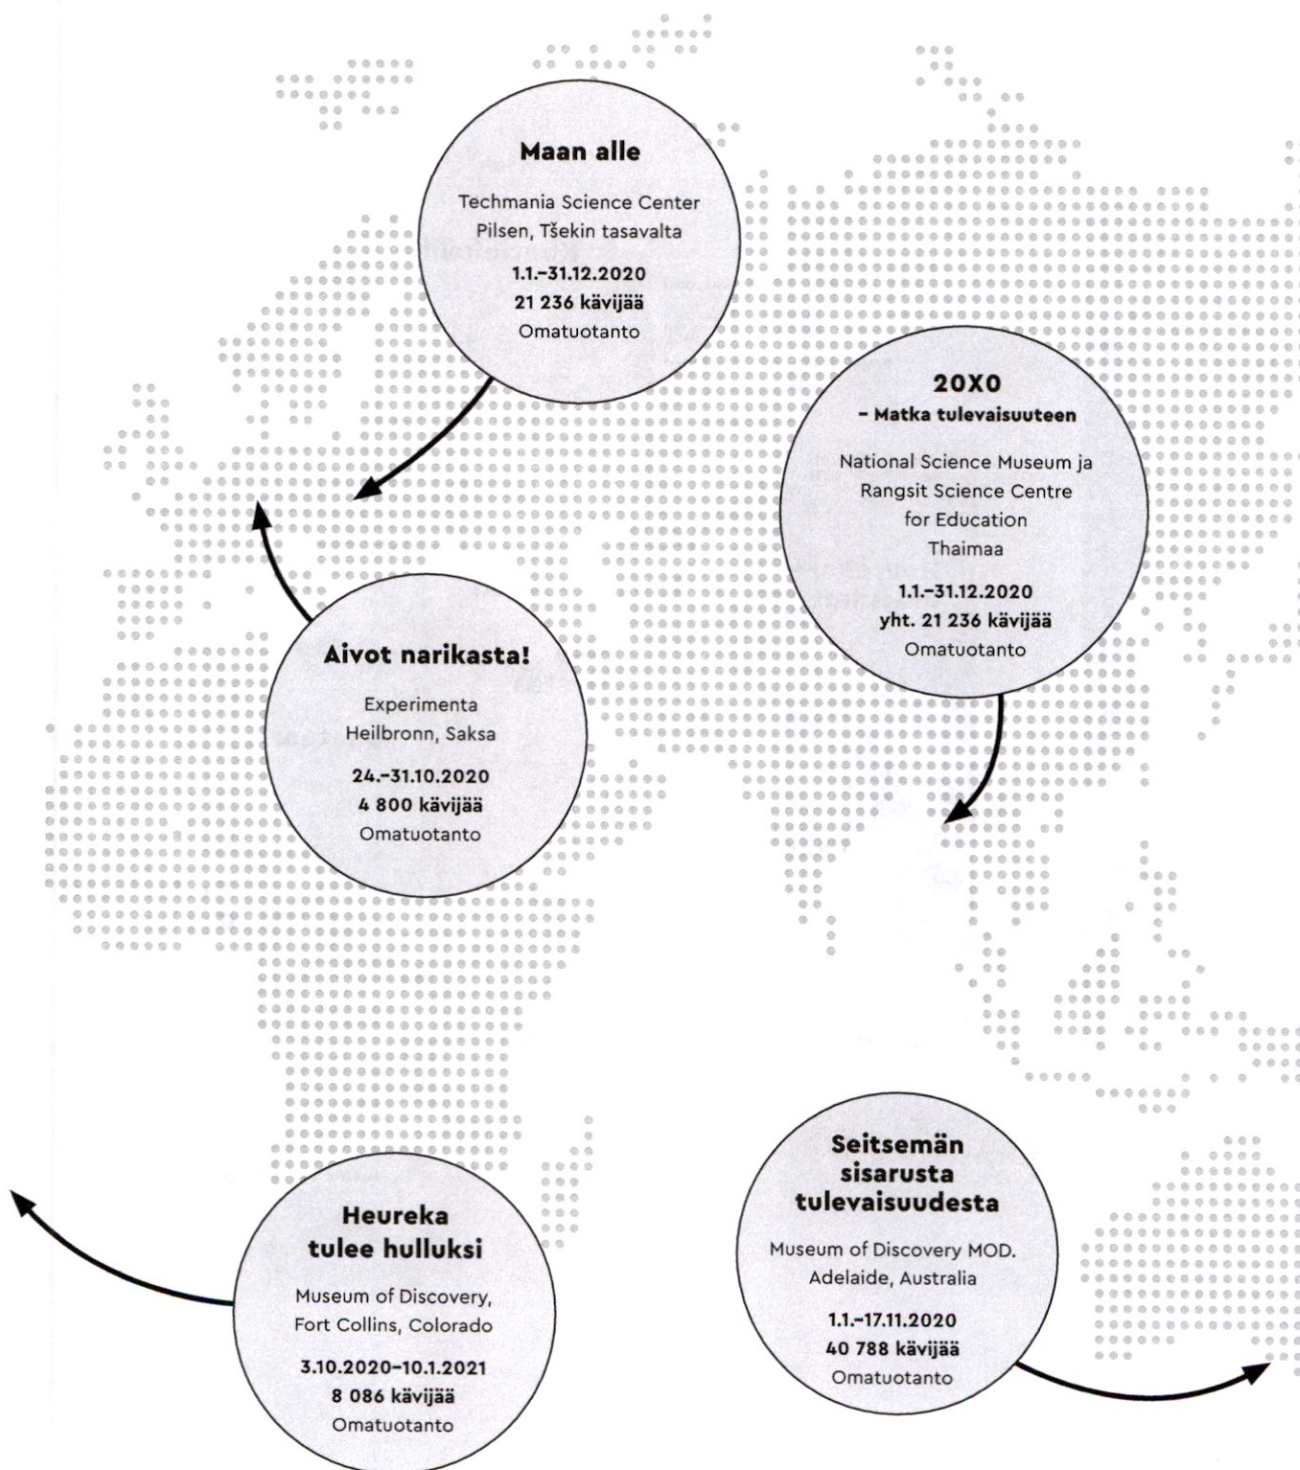 Maan alle
Techmania Science Center
Pilsen, Tšekin tasavalta
1.1.–31.12.2020
21 236 kävijää
Omatuotanto
20X0
– Matka tulevaisuuteen
National Science Museum ja
Rangsit Science Centre
for Education
Thaimaa
1.1.–31.12.2020
yht. 21 236 kävijää
Omatuotanto
Aivot narikasta!
Experimenta
Heilbronn, Saksa
24.–31.10.2020
4 800 kävijää
Omatuotanto
Heureka
tulee hulluksi
Museum of Discovery,
Fort Collins, Colorado
3.10.2020–10.1.2021
8 086 kävijää
Omatuotanto
Seitsemän
sisarusta
tulevaisuudesta
Museum of Discovery MOD.
Adelaide, Australia
1.1.–17.11.2020
40 788 kävijää
Omatuotanto